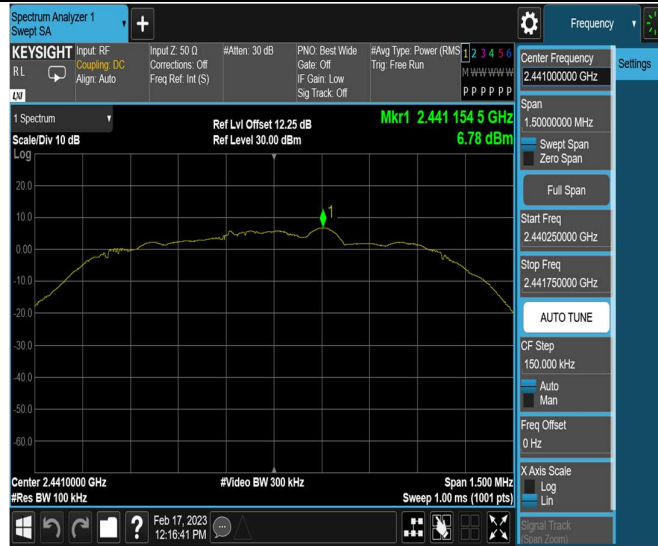 Spectrum Analyzer 1
Swept SA
Frequency
KEYSIGHT
RL
LXI
Input: RF
Coupling: DC
Align: Auto
Input Z: 50 Ω
Corrections: Off
Freq Ref: Int (S)
#Atten: 30 dB
PNO: Best Wide
Gate: Off
IF Gain: Low
Sig Track: Off
#Avg Type: Power (RMS
Trig: Free Run
1 2 3 4 5 6
M W W W W W
P P P P P P
1 Spectrum
Scale/Div 10 dB
Ref Lvl Offset 12.25 dB
Ref Level 30.00 dBm
Mkr1 2.441 154 5 GHz
6.78 dBm
Log
20.0
10.0
0.00
-10.0
-20.0
-30.0
-40.0
-50.0
-60.0
1
Center 2.4410000 GHz
#Res BW 100 kHz
#Video BW 300 kHz
Span 1.500 MHz
Sweep 1.00 ms (1001 pts)
Feb 17, 2023
12:16:41 PM
Center Frequency
2.441000000 GHz
Settings
Span
1.50000000 MHz
Swept Span
Zero Span
Full Span
Start Freq
2.440250000 GHz
Stop Freq
2.441750000 GHz
AUTO TUNE
CF Step
150.000 kHz
Auto
Man
Freq Offset
0 Hz
X Axis Scale
Log
Lin
Signal Track
(Span Zoom)